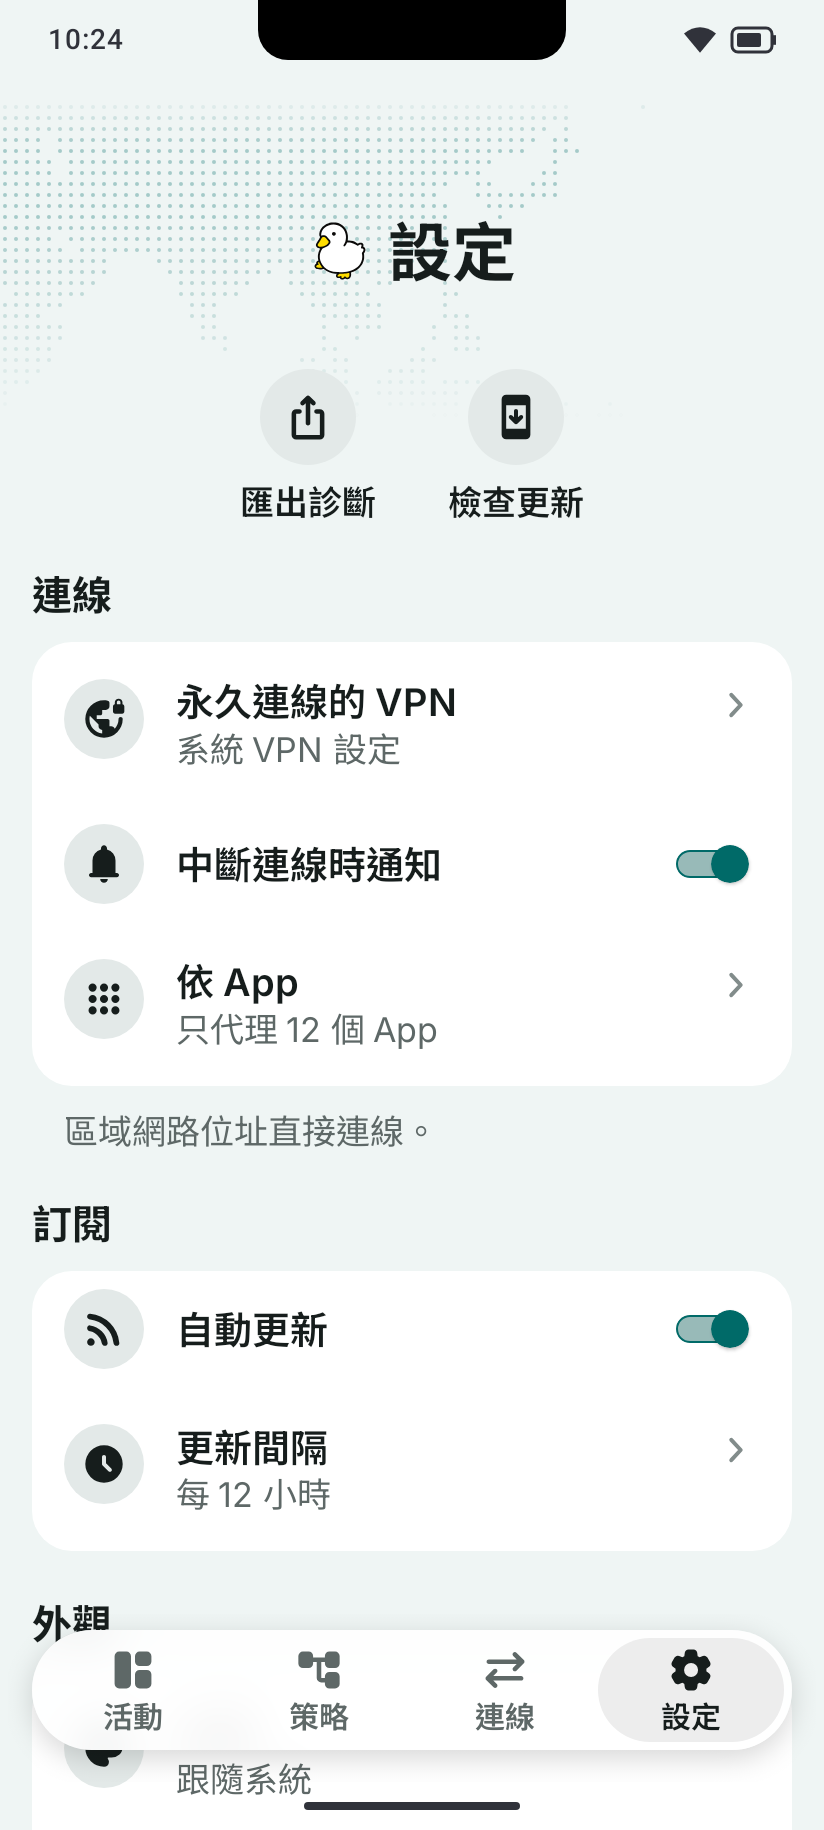 10:24
設定
匯出診斷
檢查更新
連線
永久連線的 VPN
系統 VPN 設定
中斷連線時通知
依 App
只代理 12 個 App
區域網路位址直接連線。
訂閱
自動更新
更新間隔
每 12 小時
外觀
跟隨系統
活動
策略
連線
設定